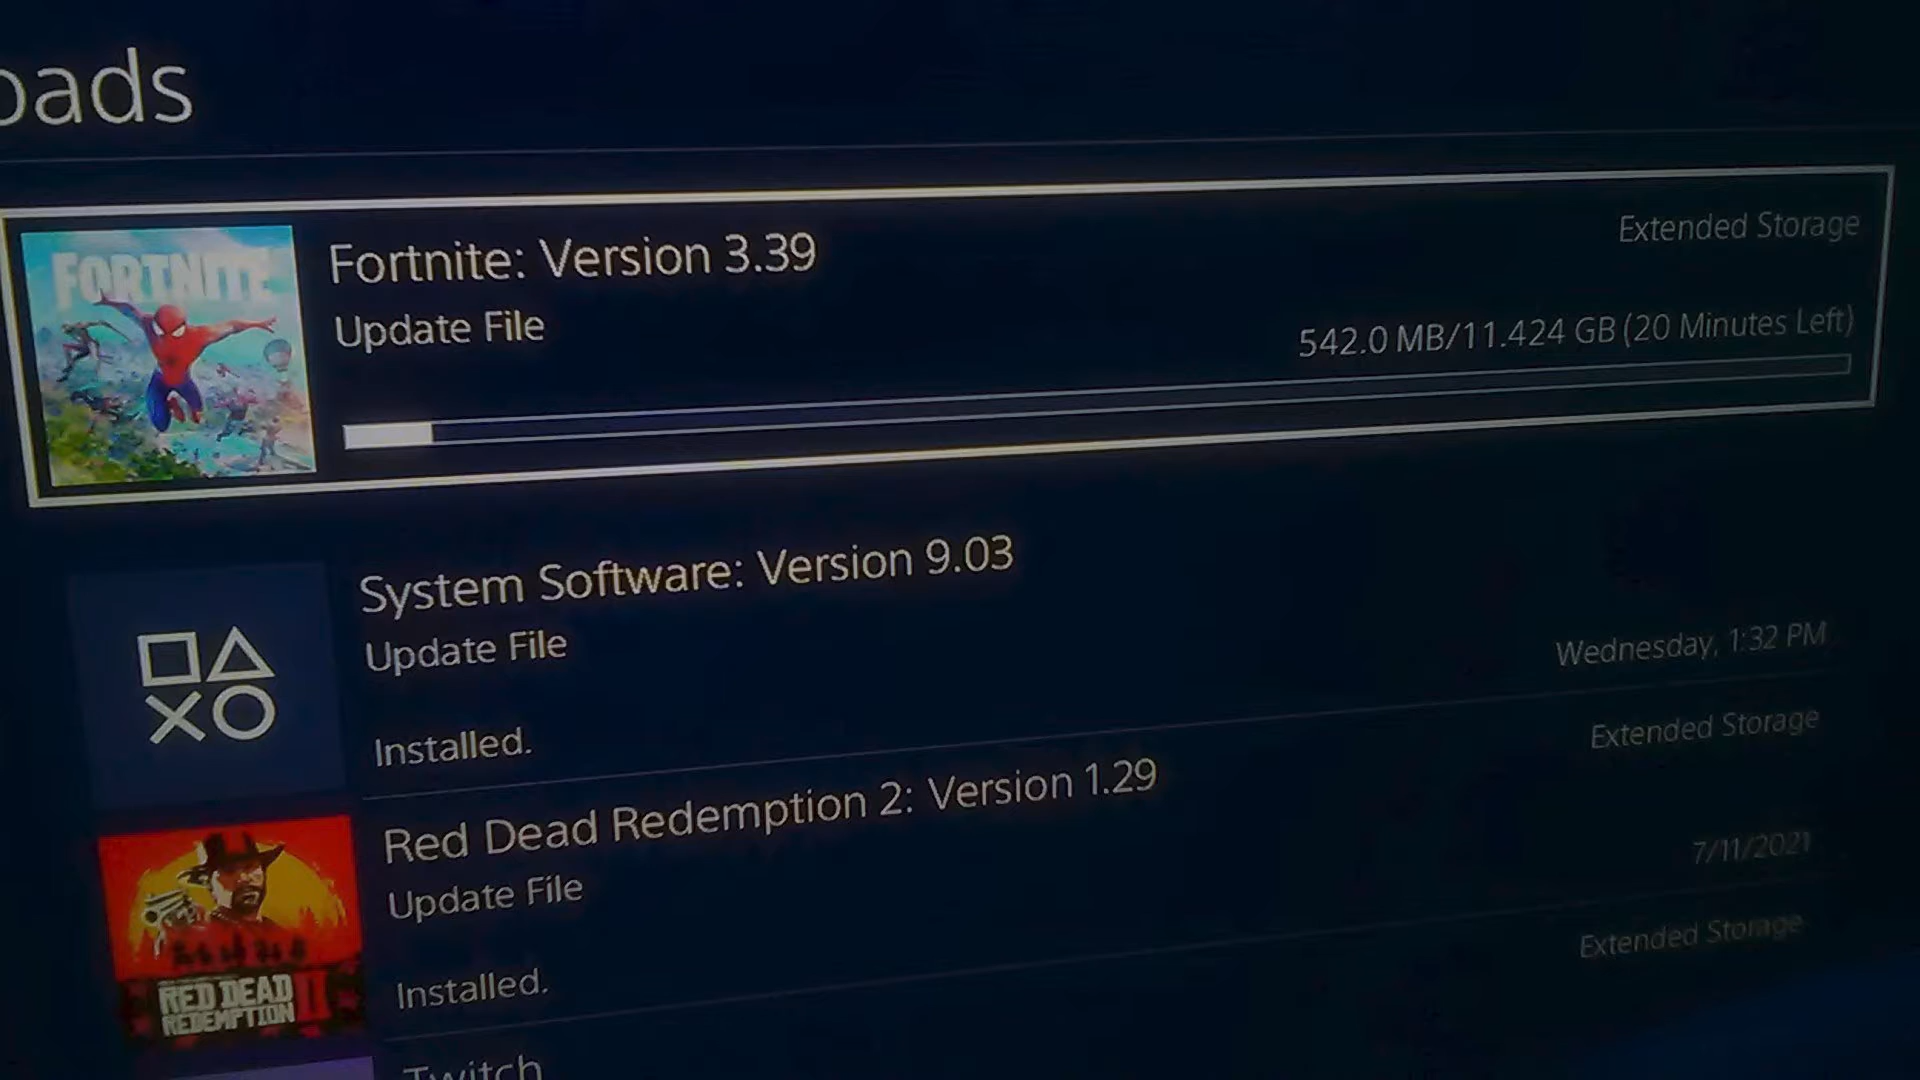 oads
FORTNITE
Fortnite: Version 3.39
Extended Storage
Update File
542.0 MB/11.424 GB (20 Minutes Left)
System Software: Version 9.03
Update File
Wednesday, 1:32 PM
Installed.
Extended Storage
Red Dead Redemption 2: Version 1.29
Update File
7/11/2021
Installed.
Extended Storage
RED DEAD
REDEMPTION II
Twitch